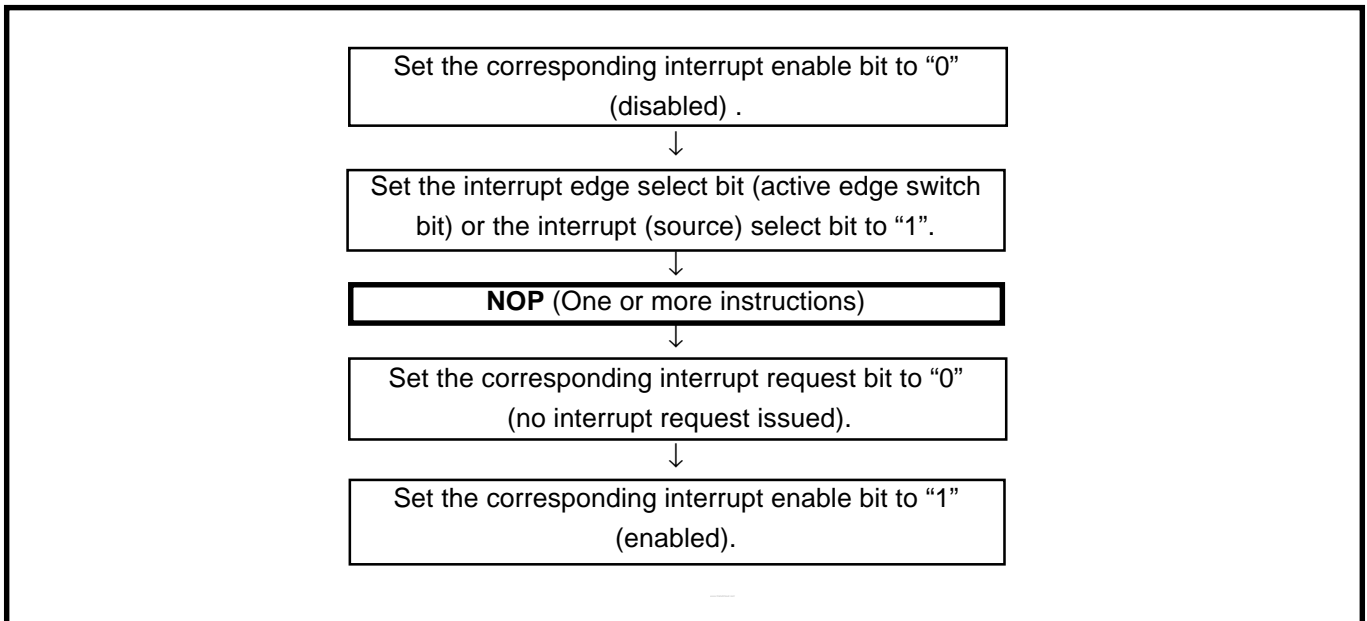 Set the corresponding interrupt enable bit to “0”
(disabled) .
↓
Set the interrupt edge select bit (active edge switch
bit) or the interrupt (source) select bit to “1”.
↓
NOP (One or more instructions)
↓
Set the corresponding interrupt request bit to “0”
(no interrupt request issued).
↓
Set the corresponding interrupt enable bit to “1”
(enabled).